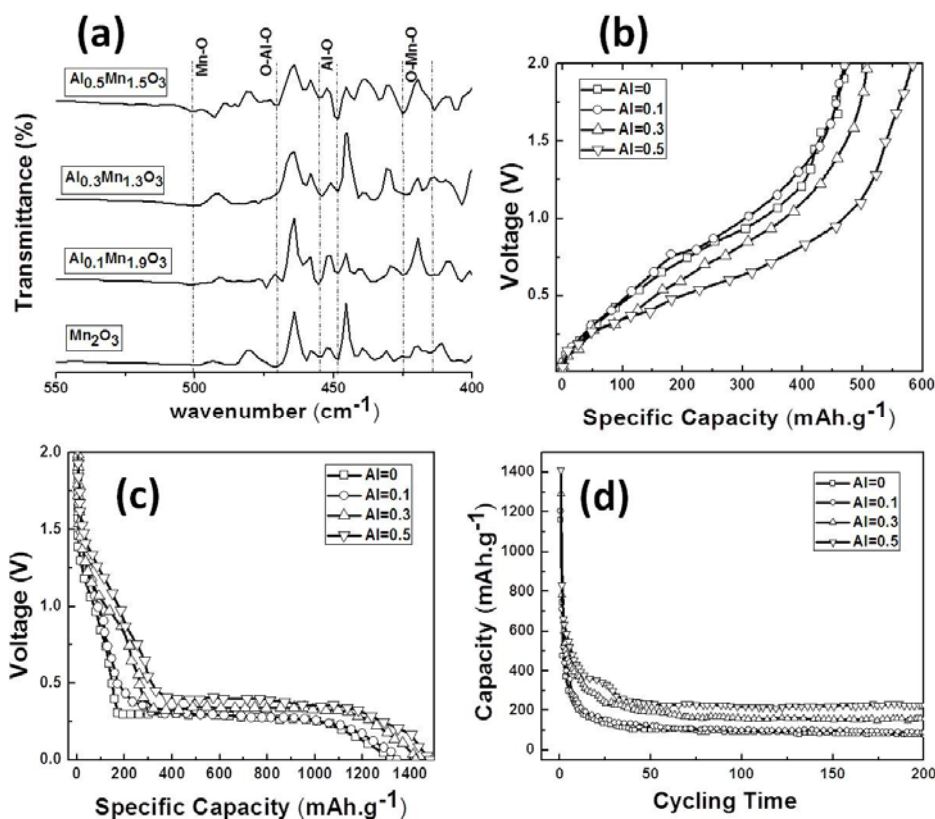 (a)
Mn-O
O-Al-O
Al-O
O-Mn-O
Al0.5Mn1.5O3
Al0.3Mn1.3O3
Al0.1Mn1.9O3
Mn2O3
Transmittance (%)
550 500 450 400
wavenumber (cm-1)
(b)
Al=0
Al=0.1
Al=0.3
Al=0.5
Voltage (V)
2.0
1.5
1.0
0.5
0 100 200 300 400 500 600
Specific Capacity (mAh.g-1)
(c)
Al=0
Al=0.1
Al=0.3
Al=0.5
Voltage (V)
2.0
1.5
1.0
0.5
0.0
0 200 400 600 800 1000 1200 1400
Specific Capacity (mAh.g-1)
(d)
Al=0
Al=0.1
Al=0.3
Al=0.5
Capacity (mAh.g-1)
1400
1200
1000
800
600
400
200
0
0 50 100 150 200
Cycling Time